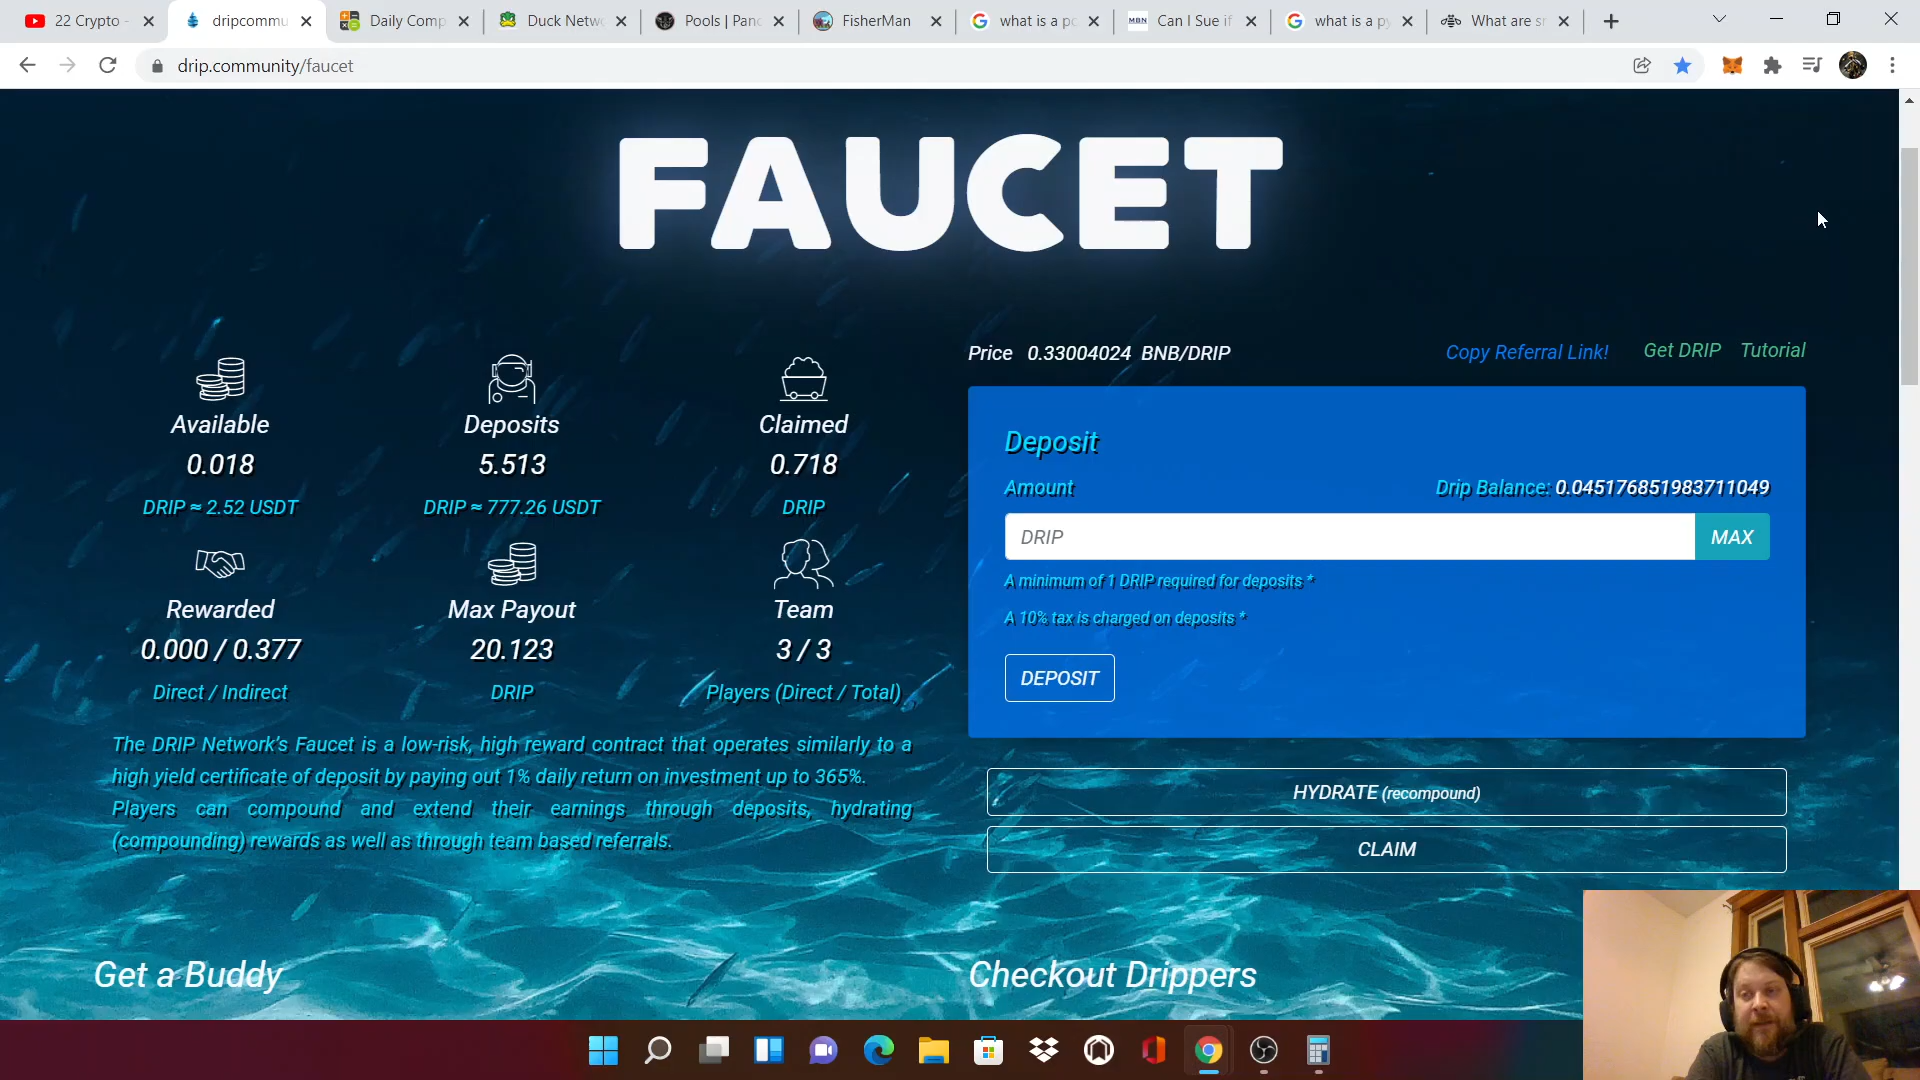 22 Crypto -
dripcommu
Daily Comp
Duck Netwo
Pools | Panc
FisherMan
what is a po
MBN Can I Sue if
what is a py
What are sm
drip.community/faucet
FAUCET
Available
0.018
DRIP ≈ 2.52 USDT
Deposits
5.513
DRIP ≈ 777.26 USDT
Claimed
0.718
DRIP
Rewarded
0.000 / 0.377
Direct / Indirect
Max Payout
20.123
DRIP
Team
3 / 3
Players (Direct / Total)
The DRIP Network's Faucet is a low-risk, high reward contract that operates similarly to a
high yield certificate of deposit by paying out 1% daily return on investment up to 365%.
Players can compound and extend their earnings through deposits, hydrating
(compounding) rewards as well as through team based referrals.
Price 0.33004024 BNB/DRIP
Copy Referral Link! Get DRIP Tutorial
Deposit
Amount
Drip Balance: 0.045176851983711049
DRIP
MAX
A minimum of 1 DRIP required for deposits *
A 10% tax is charged on deposits *
DEPOSIT
HYDRATE (recompound)
CLAIM
Get a Buddy
Checkout Drippers